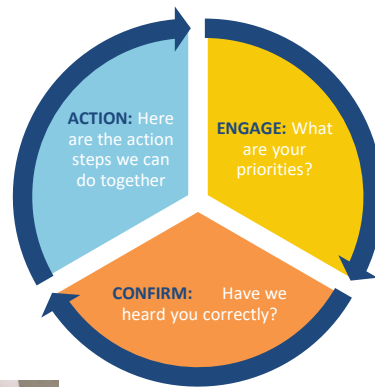 ACTION: Here
are the action
steps we can
do together
ENGAGE: What
are your
priorities?
CONFIRM: Have we
heard you correctly?